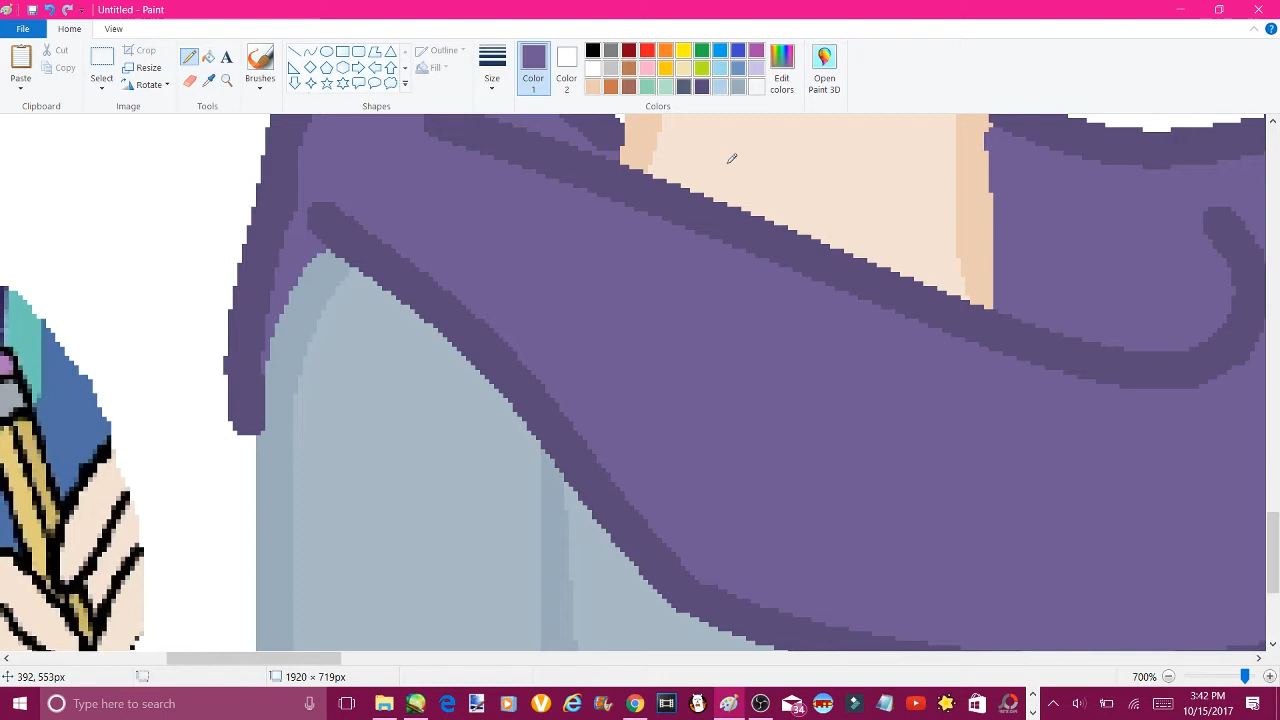 Untitled - Paint
File
Home
View
Paste
Cut
Copy
Clipboard
Select
Crop
Resize
Rotate
Image
A
Tools
Brushes
Outline
Fill
Shapes
Size
Color
1
Color
2
Edit
colors
Colors
Open
Paint 3D
392, 553px
1920 × 719px
700%
Type here to search
34
3:42 PM
10/15/2017